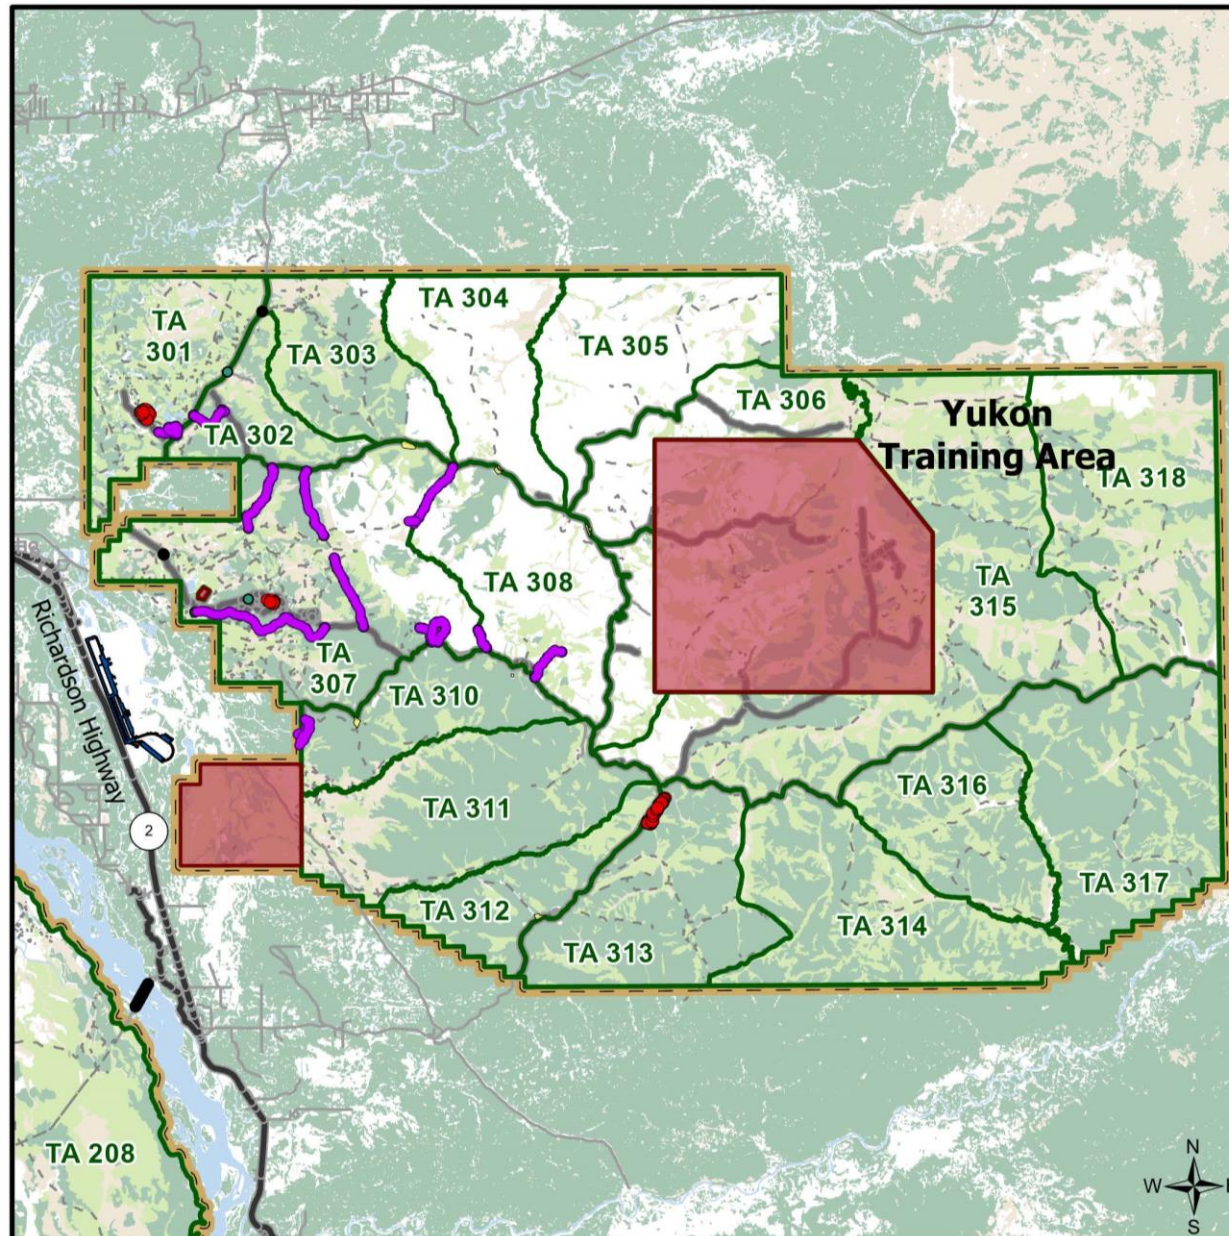 TA 304
TA
301
TA 303
TA 305
TA 306
Yukon
Training Area
TA 302
TA 318
TA 308
TA
315
Richardson Highway
TA
307
TA 310
TA 316
TA 311
2
TA 317
TA 312
TA 314
TA 313
TA 208
N
W
S